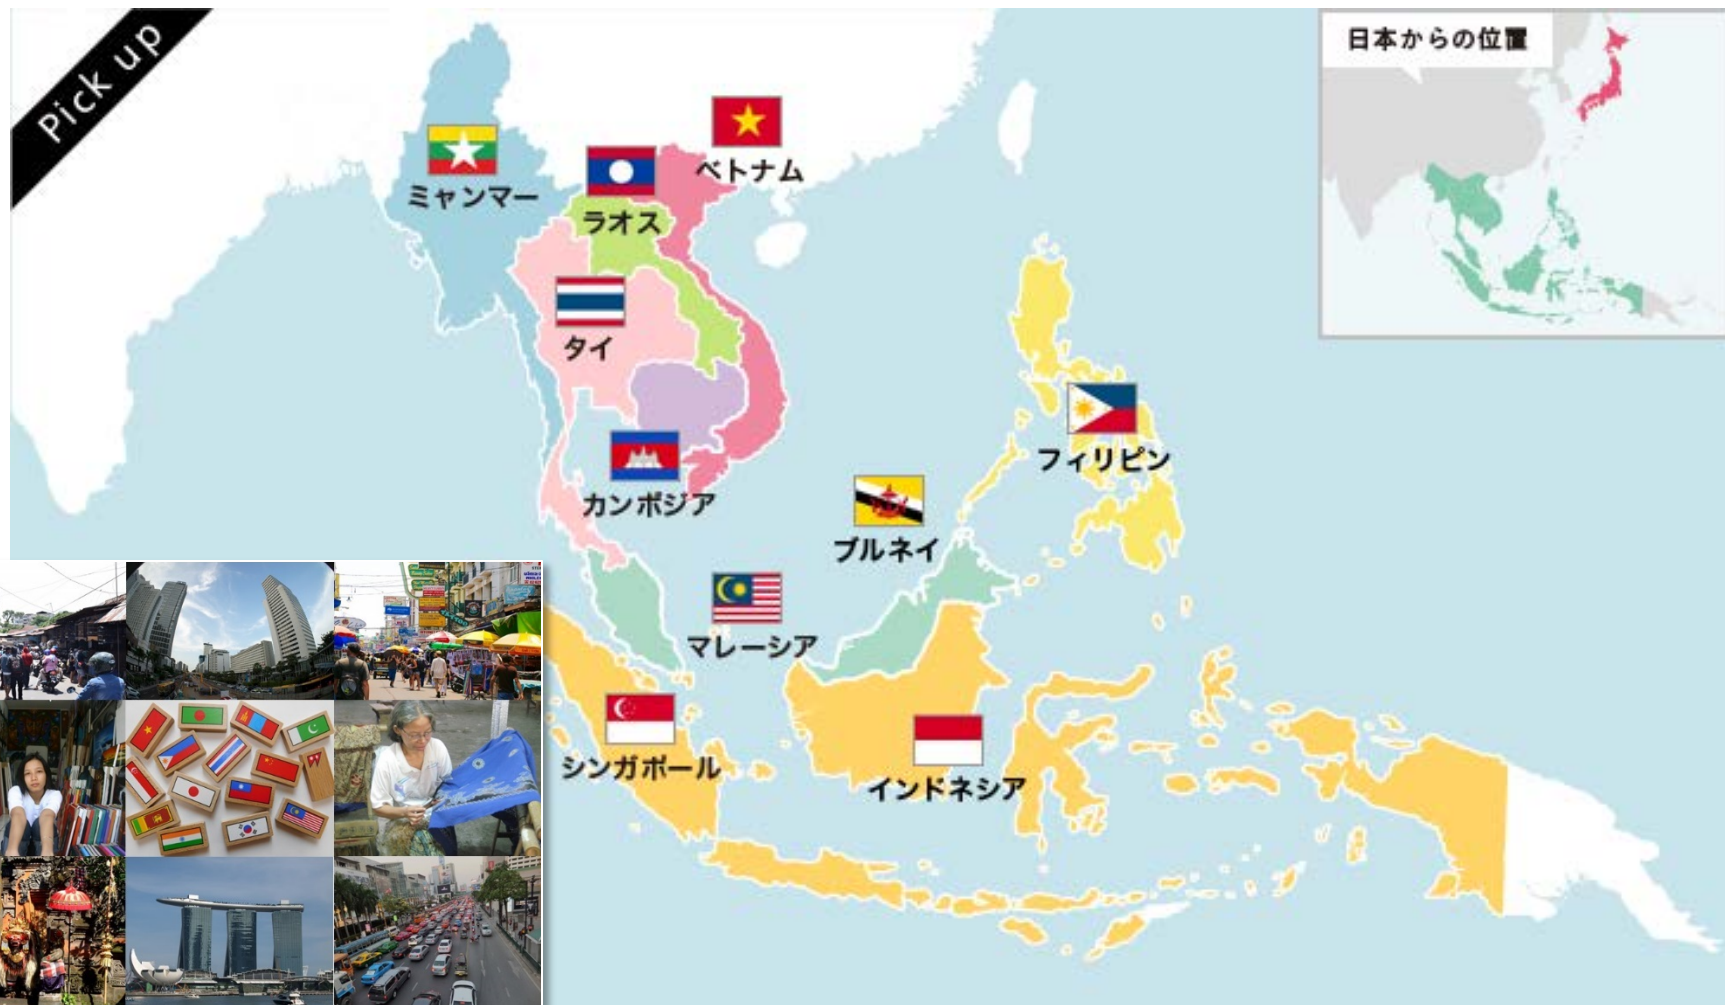 Pick up
日本からの位置
ベトナム
ミャンマー
ラオス
タイ
フィリピン
カンボジア
ブルネイ
マレーシア
シンガポール
インドネシア